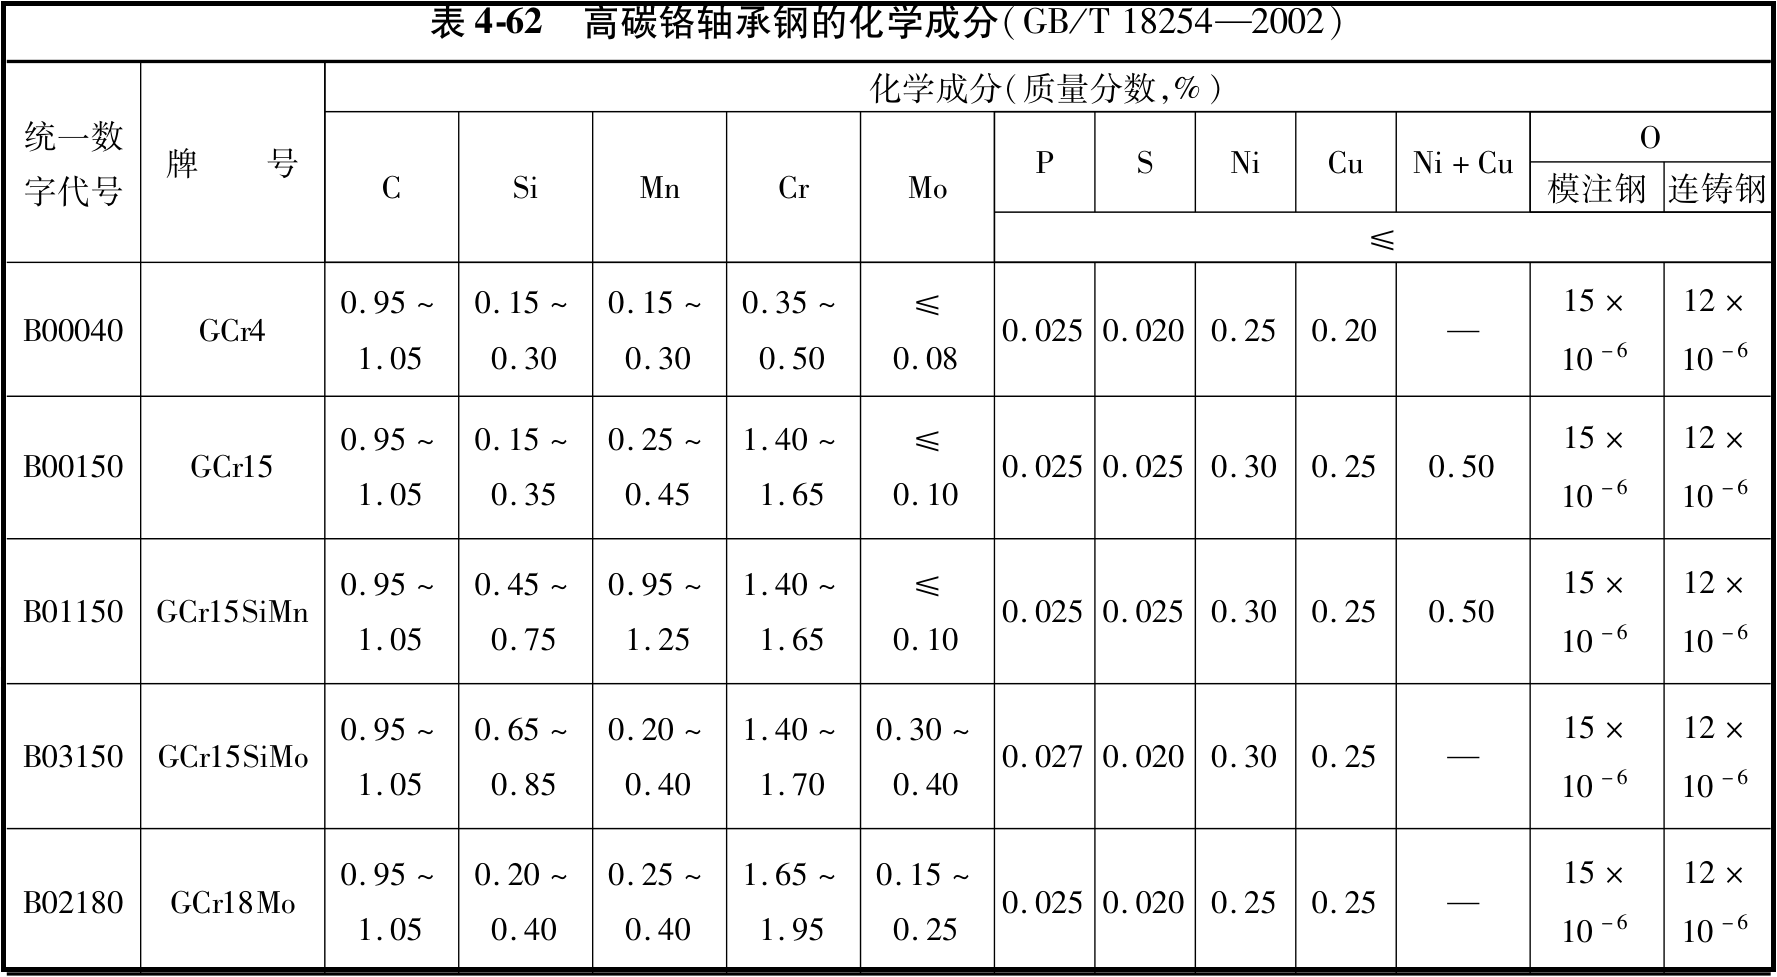 表 4-62 高碳铬轴承钢的化学成分(GB/T 18254—2002)
统一数字代号 牌 号 化学成分(质量分数,%)
C Si Mn Cr Mo P S Ni Cu Ni + Cu O
模注钢 连铸钢
≤
B00040 GCr4 0.95~1.05 0.15~0.30 0.15~0.30 0.35~0.50 ≤0.08 0.025 0.020 0.25 0.20 — 15×10⁻⁶ 12×10⁻⁶
B00150 GCr15 0.95~1.05 0.15~0.35 0.25~0.45 1.40~1.65 ≤0.10 0.025 0.025 0.30 0.25 0.50 15×10⁻⁶ 12×10⁻⁶
B01150 GCr15SiMn 0.95~1.05 0.45~0.75 0.95~1.25 1.40~1.65 ≤0.10 0.025 0.025 0.30 0.25 0.50 15×10⁻⁶ 12×10⁻⁶
B03150 GCr15SiMo 0.95~1.05 0.65~0.85 0.20~0.40 1.40~1.70 0.30~0.40 0.027 0.020 0.30 0.25 — 15×10⁻⁶ 12×10⁻⁶
B02180 GCr18Mo 0.95~1.05 0.20~0.40 0.25~0.40 1.65~1.95 0.15~0.25 0.025 0.020 0.25 0.25 — 15×10⁻⁶ 12×10⁻⁶